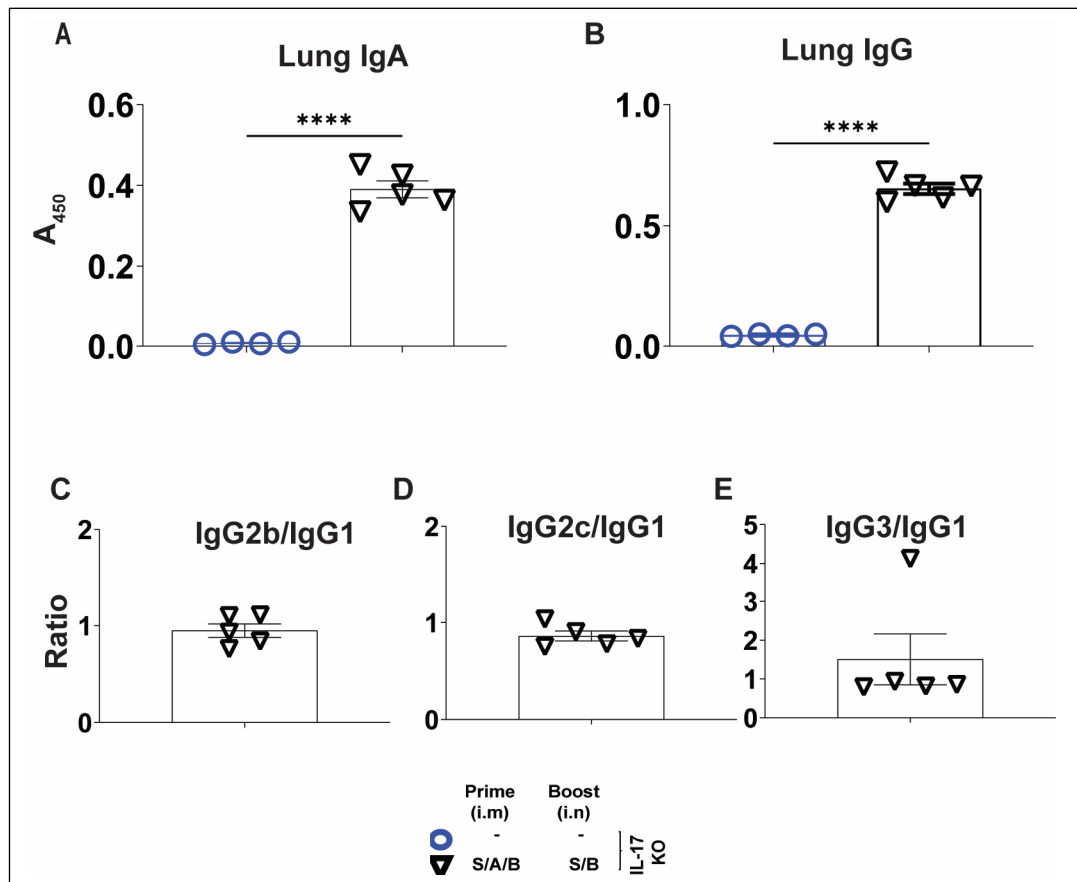 A
Lung IgA
0.6
0.4
0.2
0.0
A450
****
B
Lung IgG
1.0
0.5
0.0
****
C
IgG2b/IgG1
2
1
0
Ratio
D
IgG2c/IgG1
2
1
0
E
IgG3/IgG1
5
4
3
2
1
0
Prime Boost
(i.m) (i.n)
- -
S/A/B S/B
IL-17
KO